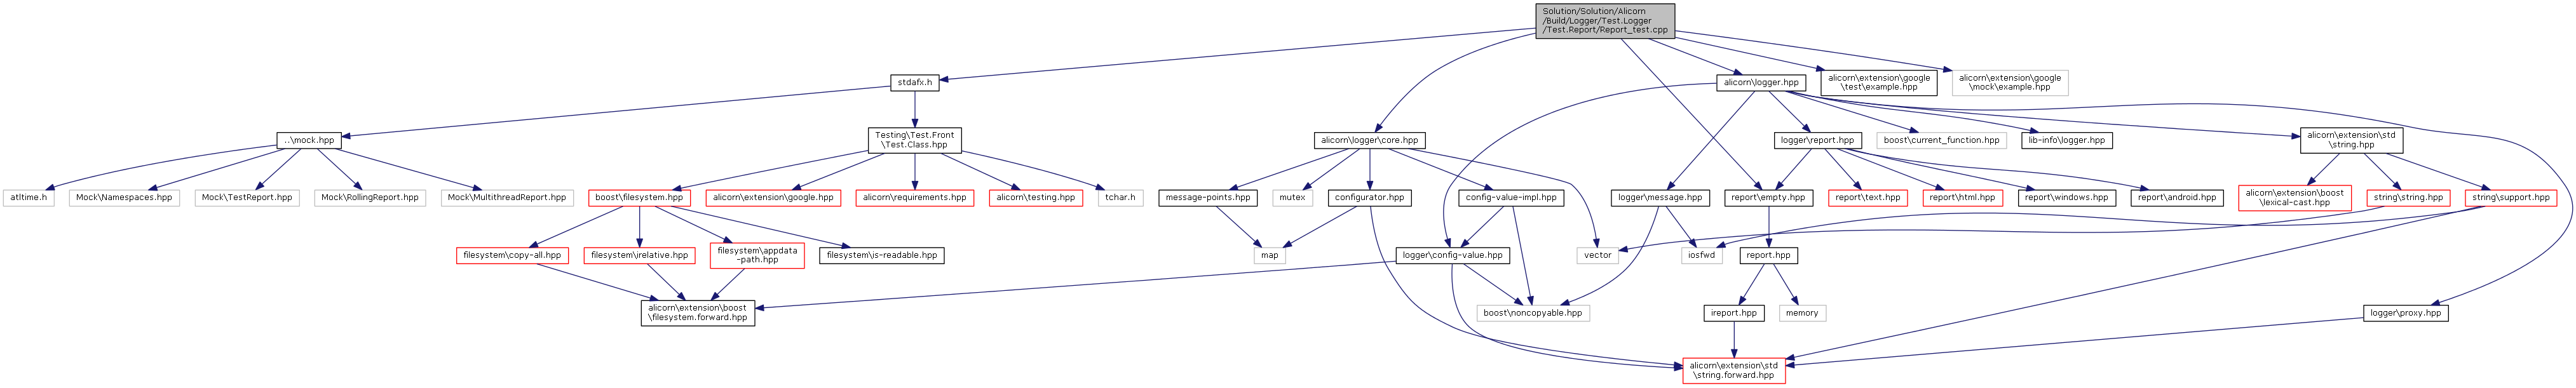 Solution/Solution/Alicorn
/Build/Logger/Test.Logger
/Test.Report/Report_test.cpp
stdafx.h
alicorn\logger.hpp
alicorn\extension\google
\test\example.hpp
alicorn\extension\google
\mock\example.hpp
..\mock.hpp
Testing\Test.Front
\Test.Class.hpp
alicorn\logger\core.hpp
logger\report.hpp
boost\current_function.hpp
lib-info\logger.hpp
alicorn\extension\std
\string.hpp
atltime.h
Mock\Namespaces.hpp
Mock\TestReport.hpp
Mock\RollingReport.hpp
Mock\MultithreadReport.hpp
boost\filesystem.hpp
alicorn\extension\google.hpp
alicorn\requirements.hpp
alicorn\testing.hpp
tchar.h
message-points.hpp
mutex
configurator.hpp
config-value-impl.hpp
logger\message.hpp
report\empty.hpp
report\text.hpp
report\html.hpp
report\windows.hpp
report\android.hpp
alicorn\extension\boost
\lexical-cast.hpp
string\string.hpp
string\support.hpp
filesystem\copy-all.hpp
filesystem\irelative.hpp
filesystem\appdata
-path.hpp
filesystem\is-readable.hpp
map
logger\config-value.hpp
vector
iosfwd
report.hpp
alicorn\extension\boost
\filesystem.forward.hpp
boost\noncopyable.hpp
ireport.hpp
memory
logger\proxy.hpp
alicorn\extension\std
\string.forward.hpp